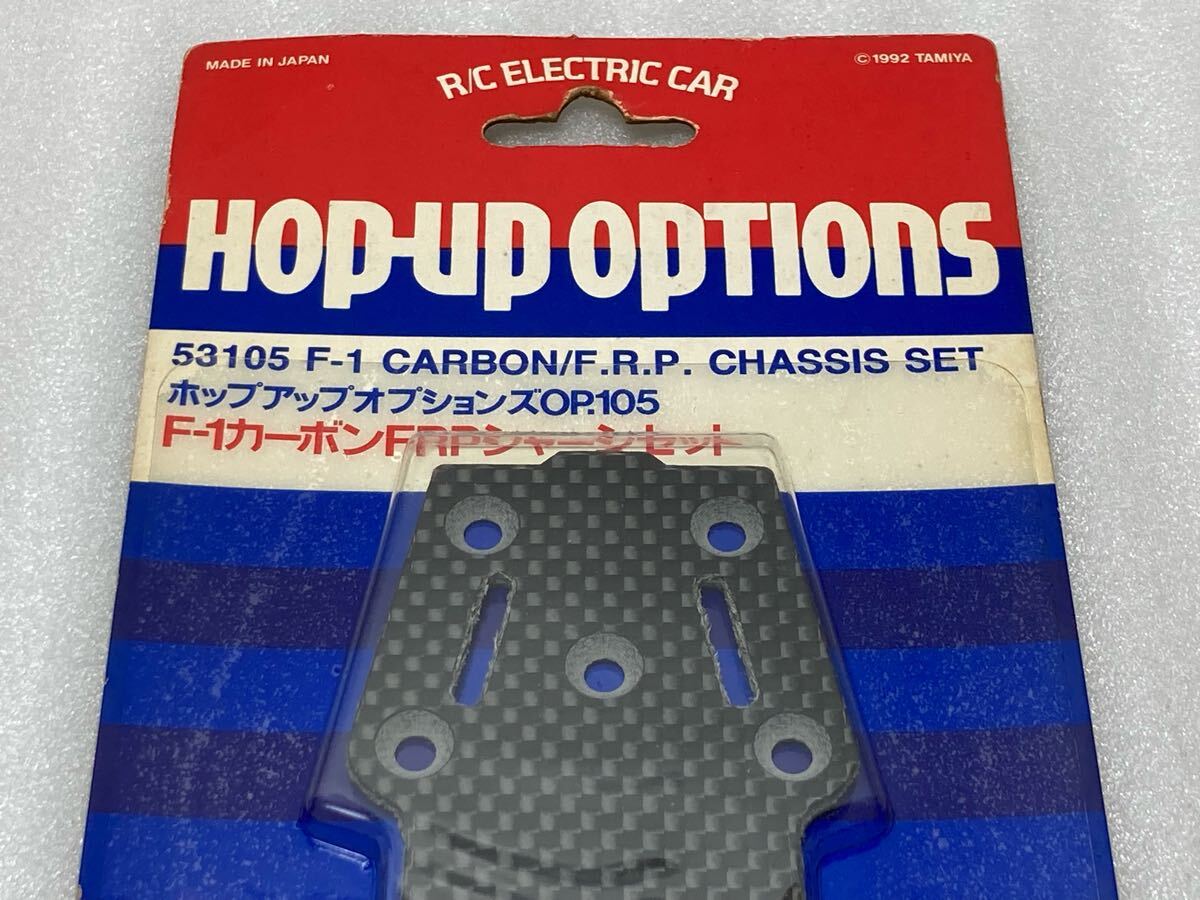 MADE IN JAPAN
©1992 TAMIYA
R/C ELECTRIC CAR
HOP-UP OPTIONS
53105 F-1 CARBON/F.R.P. CHASSIS SET
ホップアップオプションズOP.105
F-1カーボンFRPシャーシセット